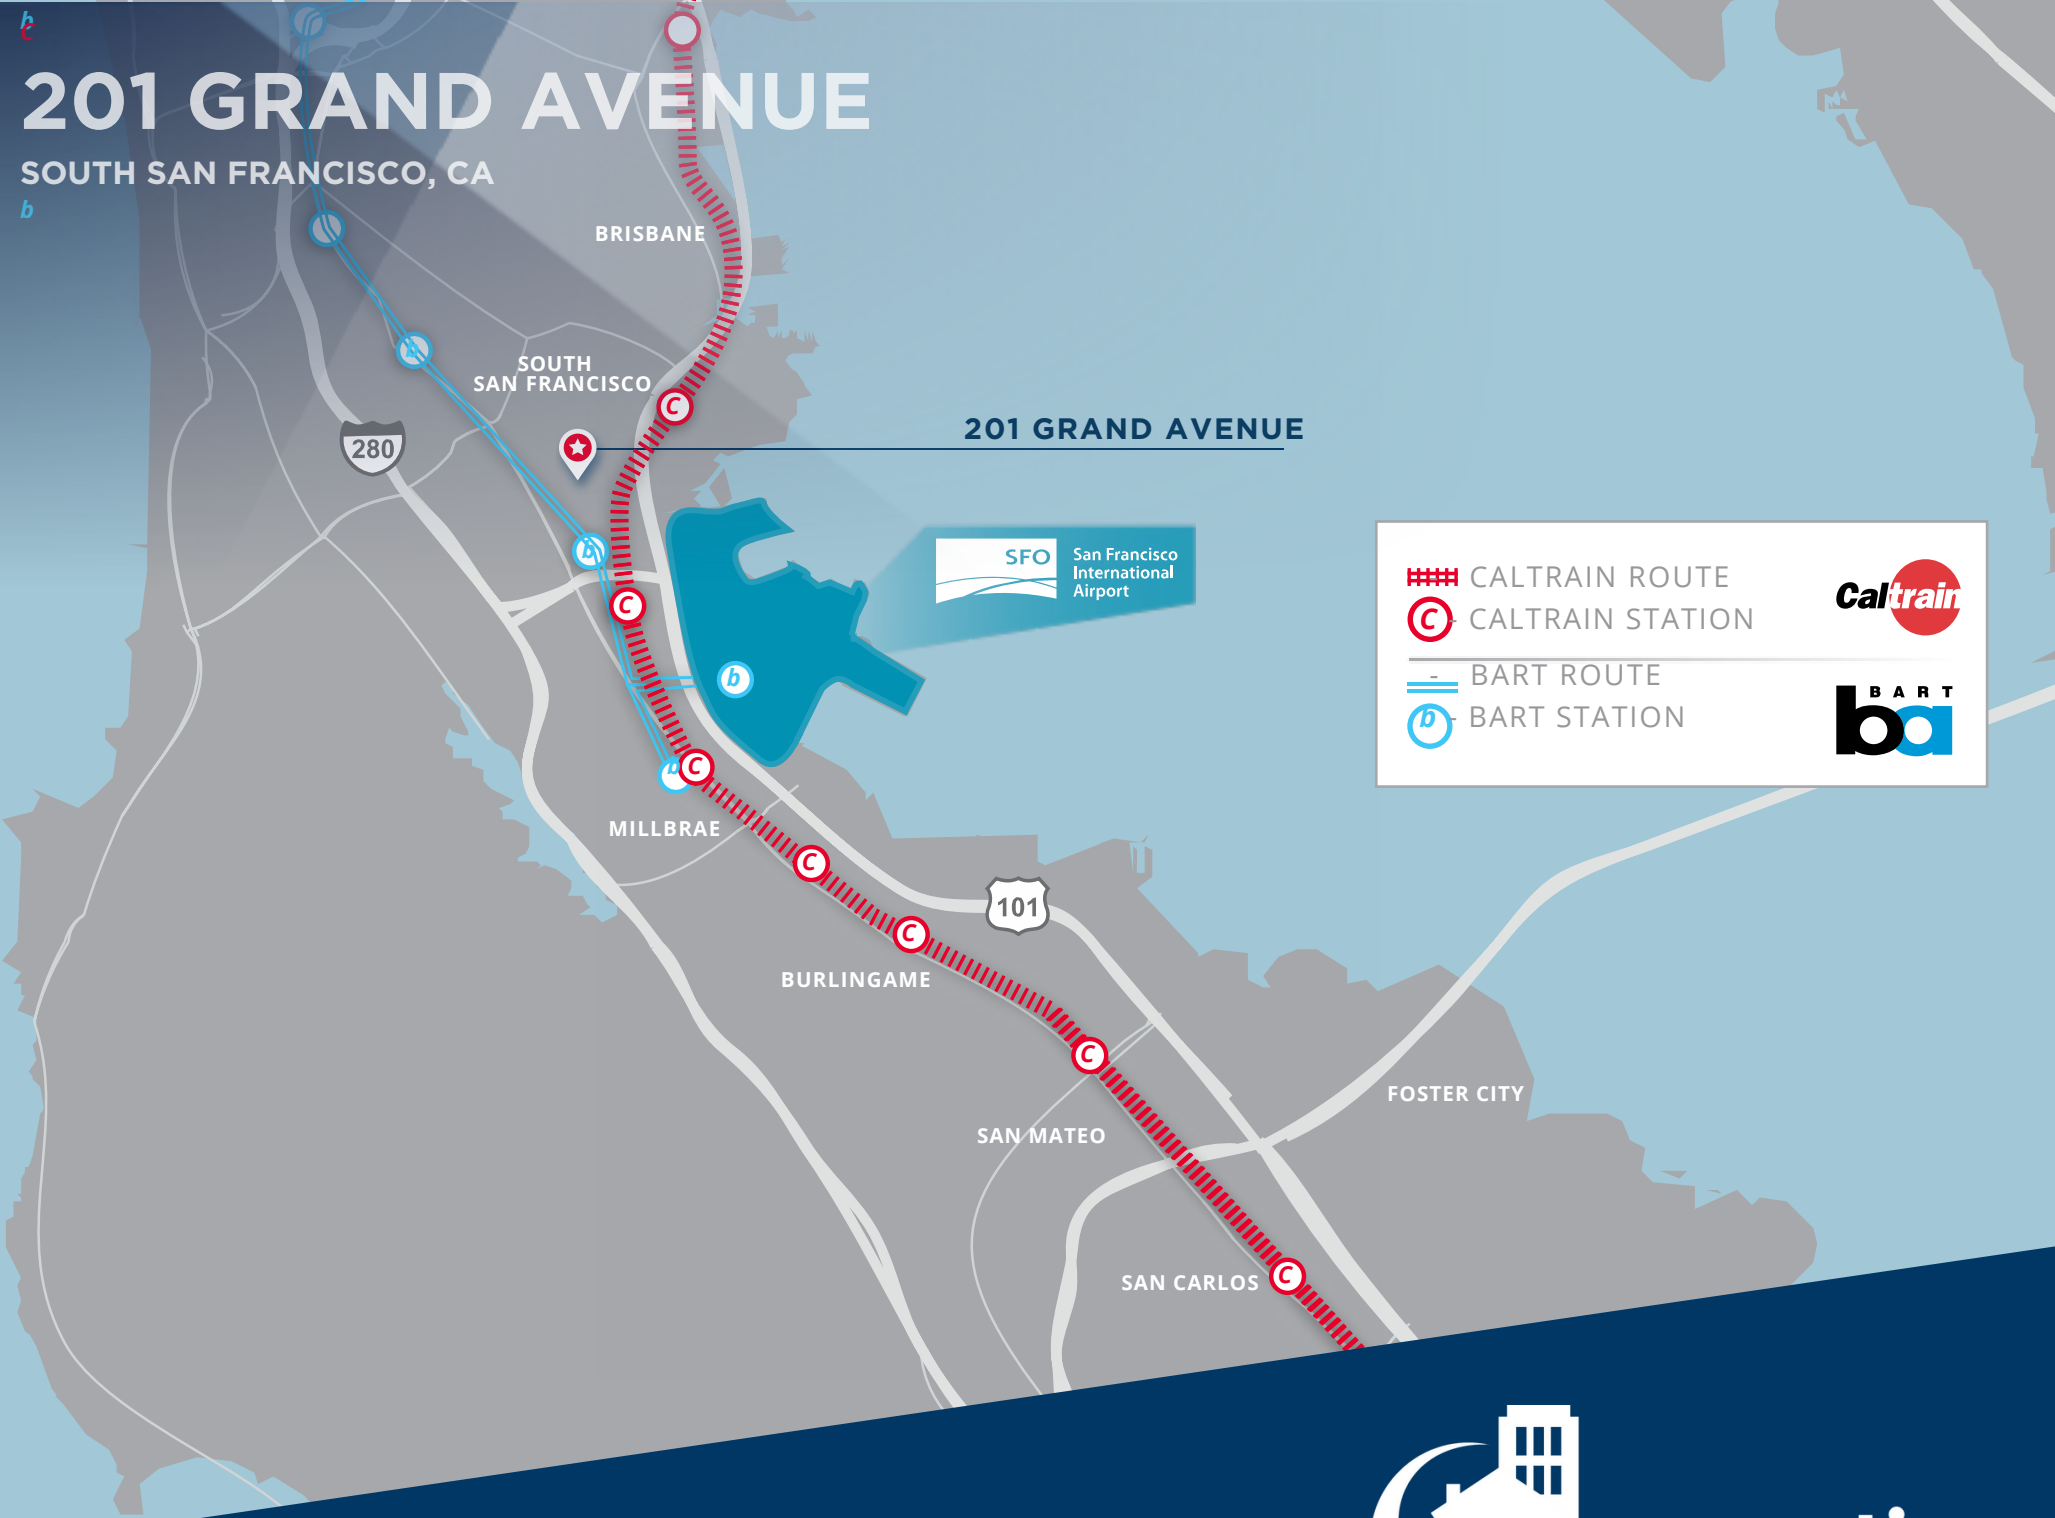 b
C
201 GRAND AVENUE
SOUTH SAN FRANCISCO, CA
b
BRISBANE
b
SOUTH
SAN FRANCISCO
C
280
201 GRAND AVENUE
b
C
SFO
San Francisco
International
Airport
b
b
C
MILLBRAE
C
101
C
BURLINGAME
C
SAN MATEO
FOSTER CITY
SAN CARLOS
C
- CALTRAIN ROUTE
C - CALTRAIN STATION
Caltrain
- BART ROUTE
b - BART STATION
BART
ba